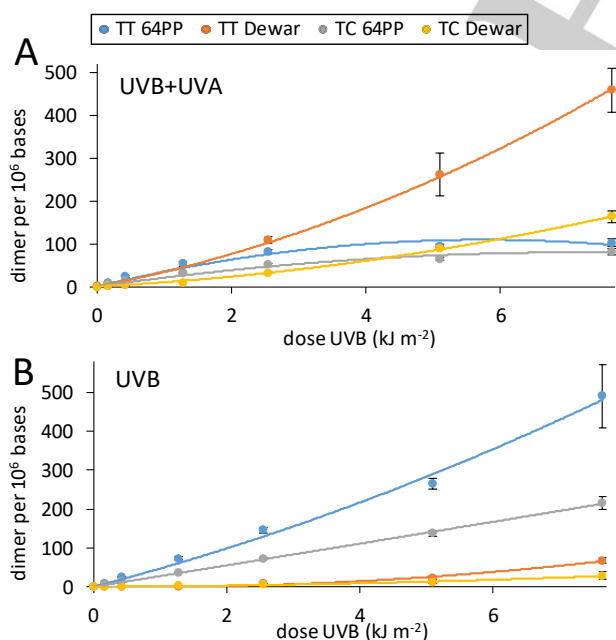 TT 64PP TT Dewar TC 64PP TC Dewar
A
UVB+UVA
500
400
300
200
100
0
0 2 4 6
dimer per 10⁶ bases
dose UVB (kJ m⁻²)
B
UVB
500
400
300
200
100
0
0 2 4 6
dimer per 10⁶ bases
dose UVB (kJ m⁻²)